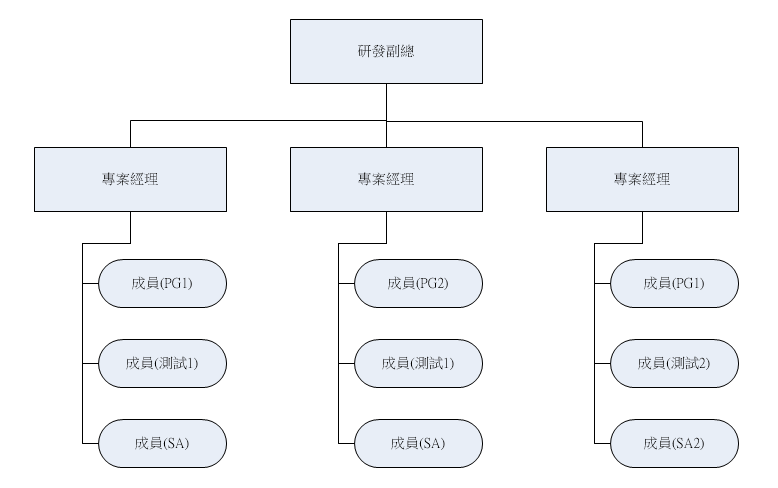 研發副總
專案經理
專案經理
專案經理
成員(PG1)
成員(PG2)
成員(PG1)
成員(測試1)
成員(測試1)
成員(測試2)
成員(SA)
成員(SA)
成員(SA2)